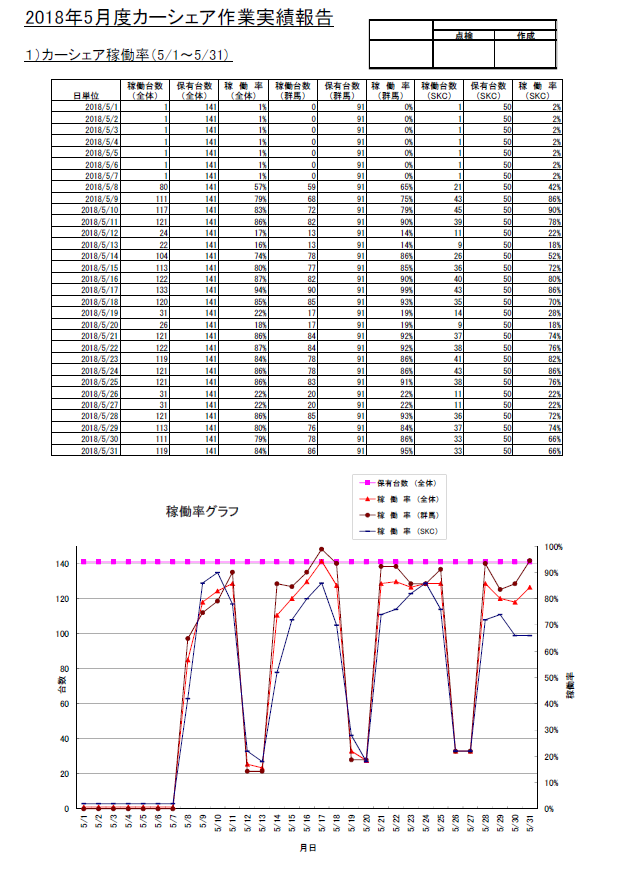 2018年5月度カーシェア作業実績報告
点検 作成
1)カーシェア稼働率(5/1～5/31)
日単位 稼働台数(全体) 保有台数(全体) 稼 働 率(全体) 稼働台数(群馬) 保有台数(群馬) 稼 働 率(群馬) 稼働台数(SKC) 保有台数(SKC) 稼 働 率(SKC)
2018/5/1 1 141 1% 0 91 0% 1 50 2%
2018/5/2 1 141 1% 0 91 0% 1 50 2%
2018/5/3 1 141 1% 0 91 0% 1 50 2%
2018/5/4 1 141 1% 0 91 0% 1 50 2%
2018/5/5 1 141 1% 0 91 0% 1 50 2%
2018/5/6 1 141 1% 0 91 0% 1 50 2%
2018/5/7 1 141 1% 0 91 0% 1 50 2%
2018/5/8 80 141 57% 59 91 65% 21 50 42%
2018/5/9 111 141 79% 68 91 75% 43 50 86%
2018/5/10 117 141 83% 72 91 79% 45 50 90%
2018/5/11 121 141 86% 82 91 90% 39 50 78%
2018/5/12 24 141 17% 13 91 14% 11 50 22%
2018/5/13 22 141 16% 13 91 14% 9 50 18%
2018/5/14 104 141 74% 78 91 86% 26 50 52%
2018/5/15 113 141 80% 77 91 85% 36 50 72%
2018/5/16 122 141 87% 82 91 90% 40 50 80%
2018/5/17 133 141 94% 90 91 99% 43 50 86%
2018/5/18 120 141 85% 85 91 93% 35 50 70%
2018/5/19 31 141 22% 17 91 19% 14 50 28%
2018/5/20 26 141 18% 17 91 19% 9 50 18%
2018/5/21 121 141 86% 84 91 92% 37 50 74%
2018/5/22 122 141 87% 84 91 92% 38 50 76%
2018/5/23 119 141 84% 78 91 86% 41 50 82%
2018/5/24 121 141 86% 78 91 86% 43 50 86%
2018/5/25 121 141 86% 83 91 91% 38 50 76%
2018/5/26 31 141 22% 20 91 22% 11 50 22%
2018/5/27 31 141 22% 20 91 22% 11 50 22%
2018/5/28 121 141 86% 85 91 93% 36 50 72%
2018/5/29 113 141 80% 76 91 84% 37 50 74%
2018/5/30 111 141 79% 78 91 86% 33 50 66%
2018/5/31 119 141 84% 86 91 95% 33 50 66%
稼働率グラフ
保有台数 (全体)
稼 働 率 (全体)
稼 働 率 (群馬)
稼 働 率 (SKC)
140
120
100
80
60
40
20
0
台数
100%
90%
80%
70%
60%
50%
40%
30%
20%
10%
0%
稼働率
5/1 5/2 5/3 5/4 5/5 5/6 5/7 5/8 5/9 5/10 5/11 5/12 5/13 5/14 5/15 5/16 5/17 5/18 5/19 5/20 5/21 5/22 5/23 5/24 5/25 5/26 5/27 5/28 5/29 5/30 5/31
月日